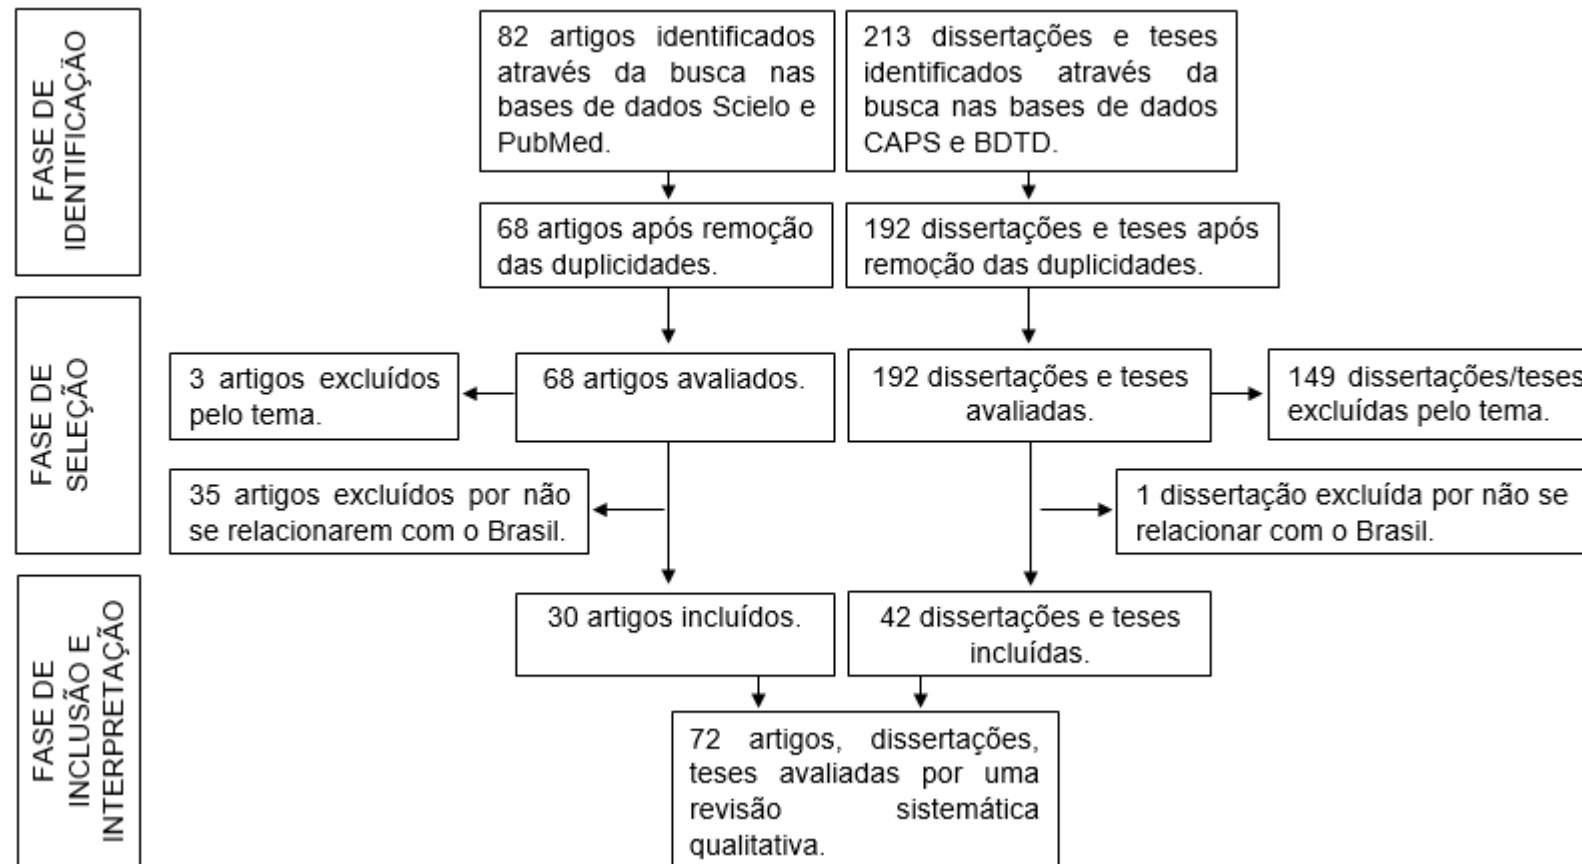 FASE DE
IDENTIFICAÇÃO
82 artigos identificados
através da busca nas
bases de dados Scielo e
PubMed.
213 dissertações e teses
identificados através da
busca nas bases de dados
CAPS e BDTD.
68 artigos após remoção
das duplicidades.
192 dissertações e teses após
remoção das duplicidades.
FASE DE
SELEÇÃO
3 artigos excluídos
pelo tema.
68 artigos avaliados.
192 dissertações e teses
avaliadas.
149 dissertações/teses
excluídas pelo tema.
35 artigos excluídos por não
se relacionarem com o Brasil.
1 dissertação excluída por não se
relacionar com o Brasil.
FASE DE
INCLUSÃO E
INTERPRETAÇÃO
30 artigos incluídos.
42 dissertações e teses
incluídas.
72 artigos, dissertações,
teses avaliadas por uma
revisão sistemática
qualitativa.